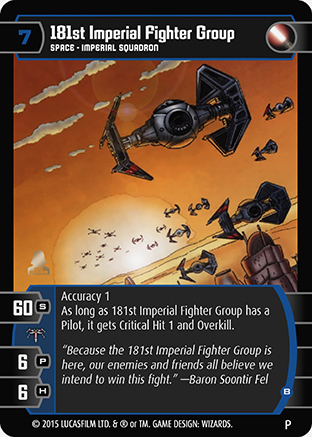 7
181st Imperial Fighter Group
SPACE • IMPERIAL SQUADRON
60 S
Accuracy 1
As long as 181st Imperial Fighter Group has a
Pilot, it gets Critical Hit 1 and Overkill.
6 P
“Because the 181st Imperial Fighter Group is
here, our enemies and friends all believe we
intend to win this fight.” —Baron Soontir Fel
6 H
B
© 2015 LUCASFILM LTD. & ® or TM. GAME DESIGN: WIZARDS.
P